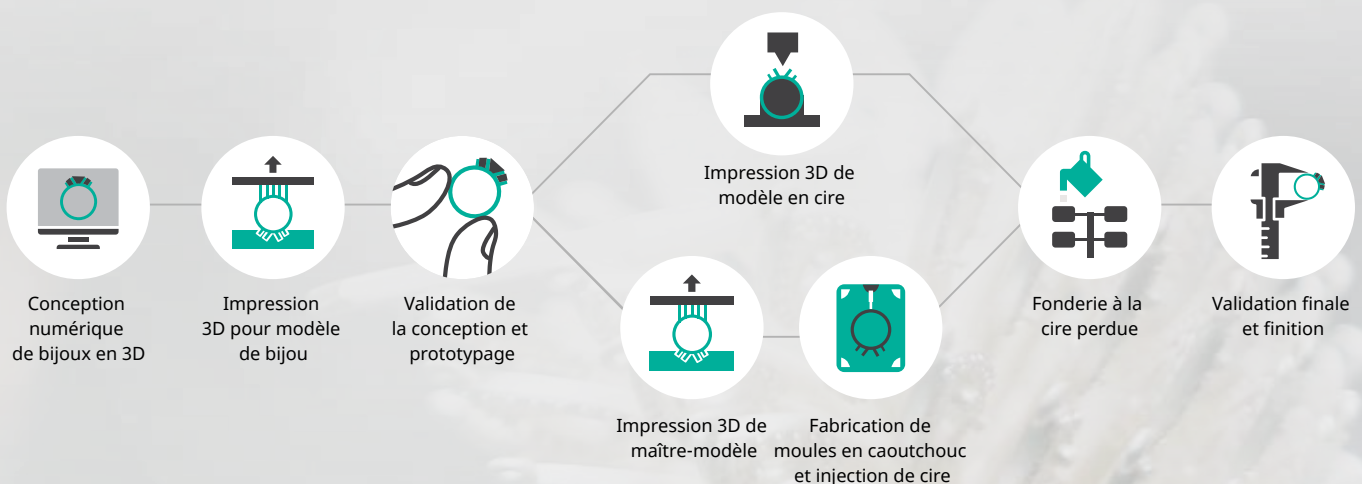 Conception
numérique
de bijoux en 3D
Impression
3D pour modèle
de bijou
Validation de
la conception et
prototypage
Impression 3D de
modèle en cire
Impression 3D de
maître-modèle
Fabrication de
moules en caoutchouc
et injection de cire
Fonderie à la
cire perdue
Validation finale
et finition